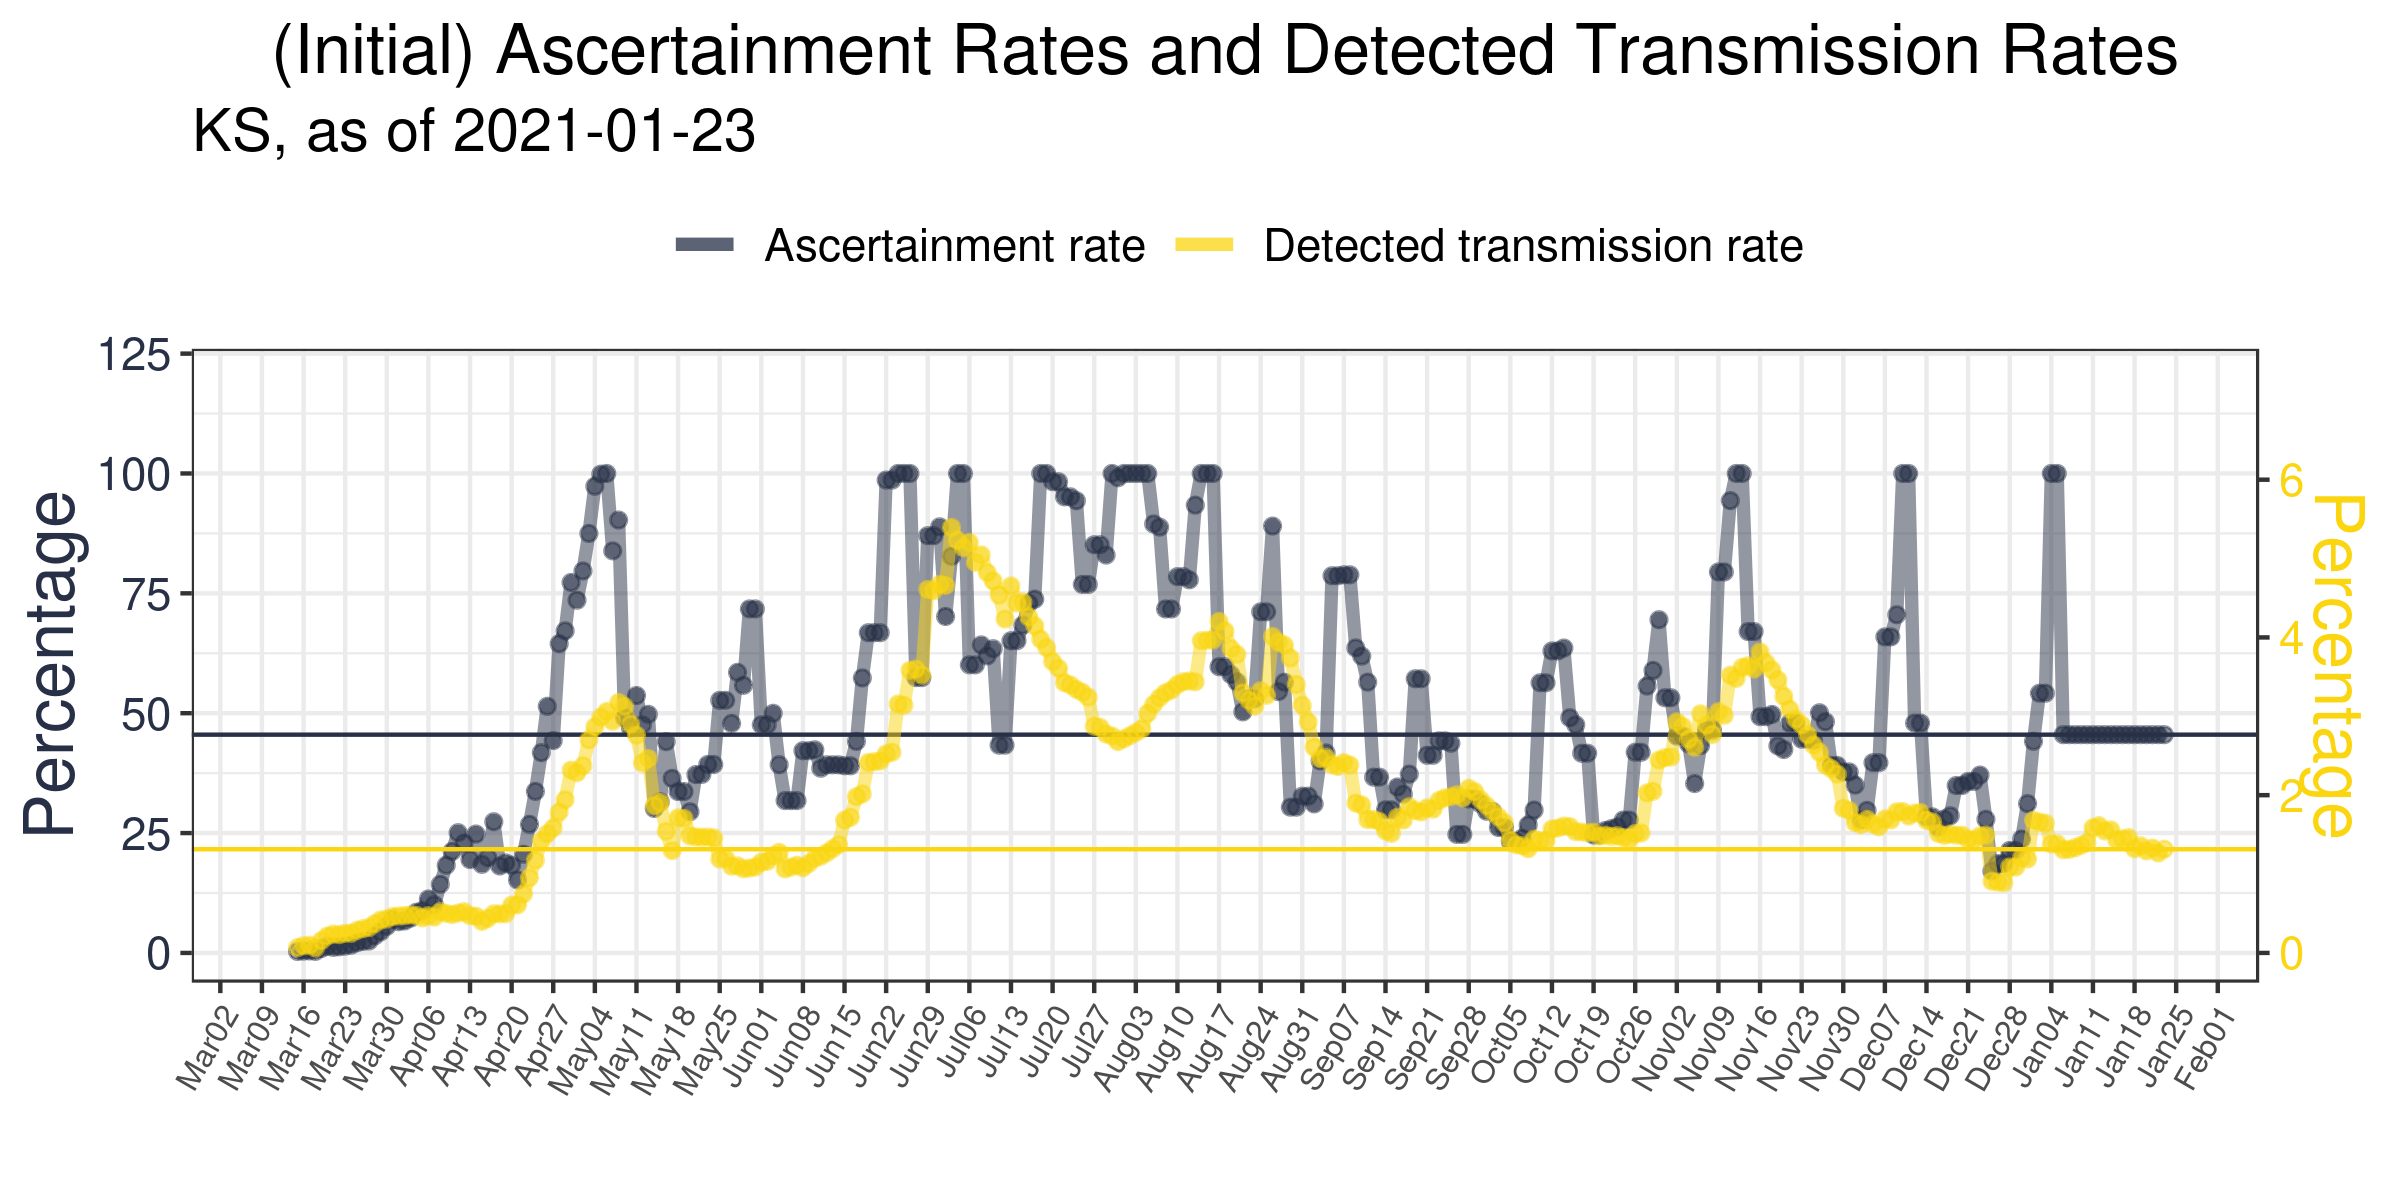 (Initial) Ascertainment Rates and Detected Transmission Rates
KS, as of 2021-01-23
Ascertainment rate
Detected transmission rate
125
100
75
50
25
0
Percentage
6
4
2
0
Percentage
Mar02
Mar09
Mar16
Mar23
Mar30
Apr06
Apr13
Apr20
Apr27
May04
May11
May18
May25
Jun01
Jun08
Jun15
Jun22
Jun29
Jul06
Jul13
Jul20
Jul27
Aug03
Aug10
Aug17
Aug24
Aug31
Sep07
Sep14
Sep21
Sep28
Oct05
Oct12
Oct19
Oct26
Nov02
Nov09
Nov16
Nov23
Nov30
Dec07
Dec14
Dec21
Dec28
Jan04
Jan11
Jan18
Jan25
Feb01